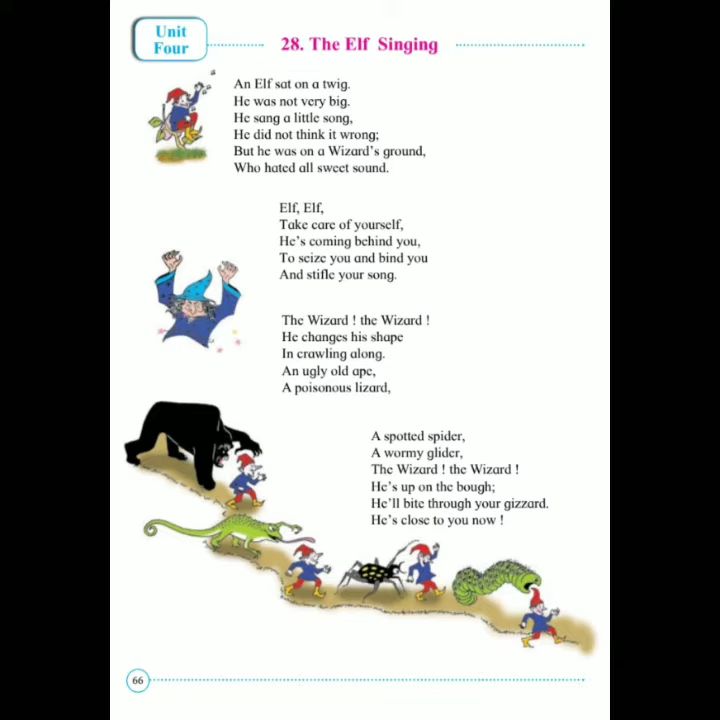 Unit
Four
28. The Elf Singing
An Elf sat on a twig.
He was not very big.
He sang a little song,
He did not think it wrong;
But he was on a Wizard's ground,
Who hated all sweet sound.
Elf, Elf,
Take care of yourself,
He's coming behind you,
To seize you and bind you
And stifle your song.
The Wizard ! the Wizard !
He changes his shape
In crawling along.
An ugly old ape,
A poisonous lizard,
A spotted spider,
A wormy glider,
The Wizard ! the Wizard !
He's up on the bough;
He'll bite through your gizzard.
He's close to you now !
66